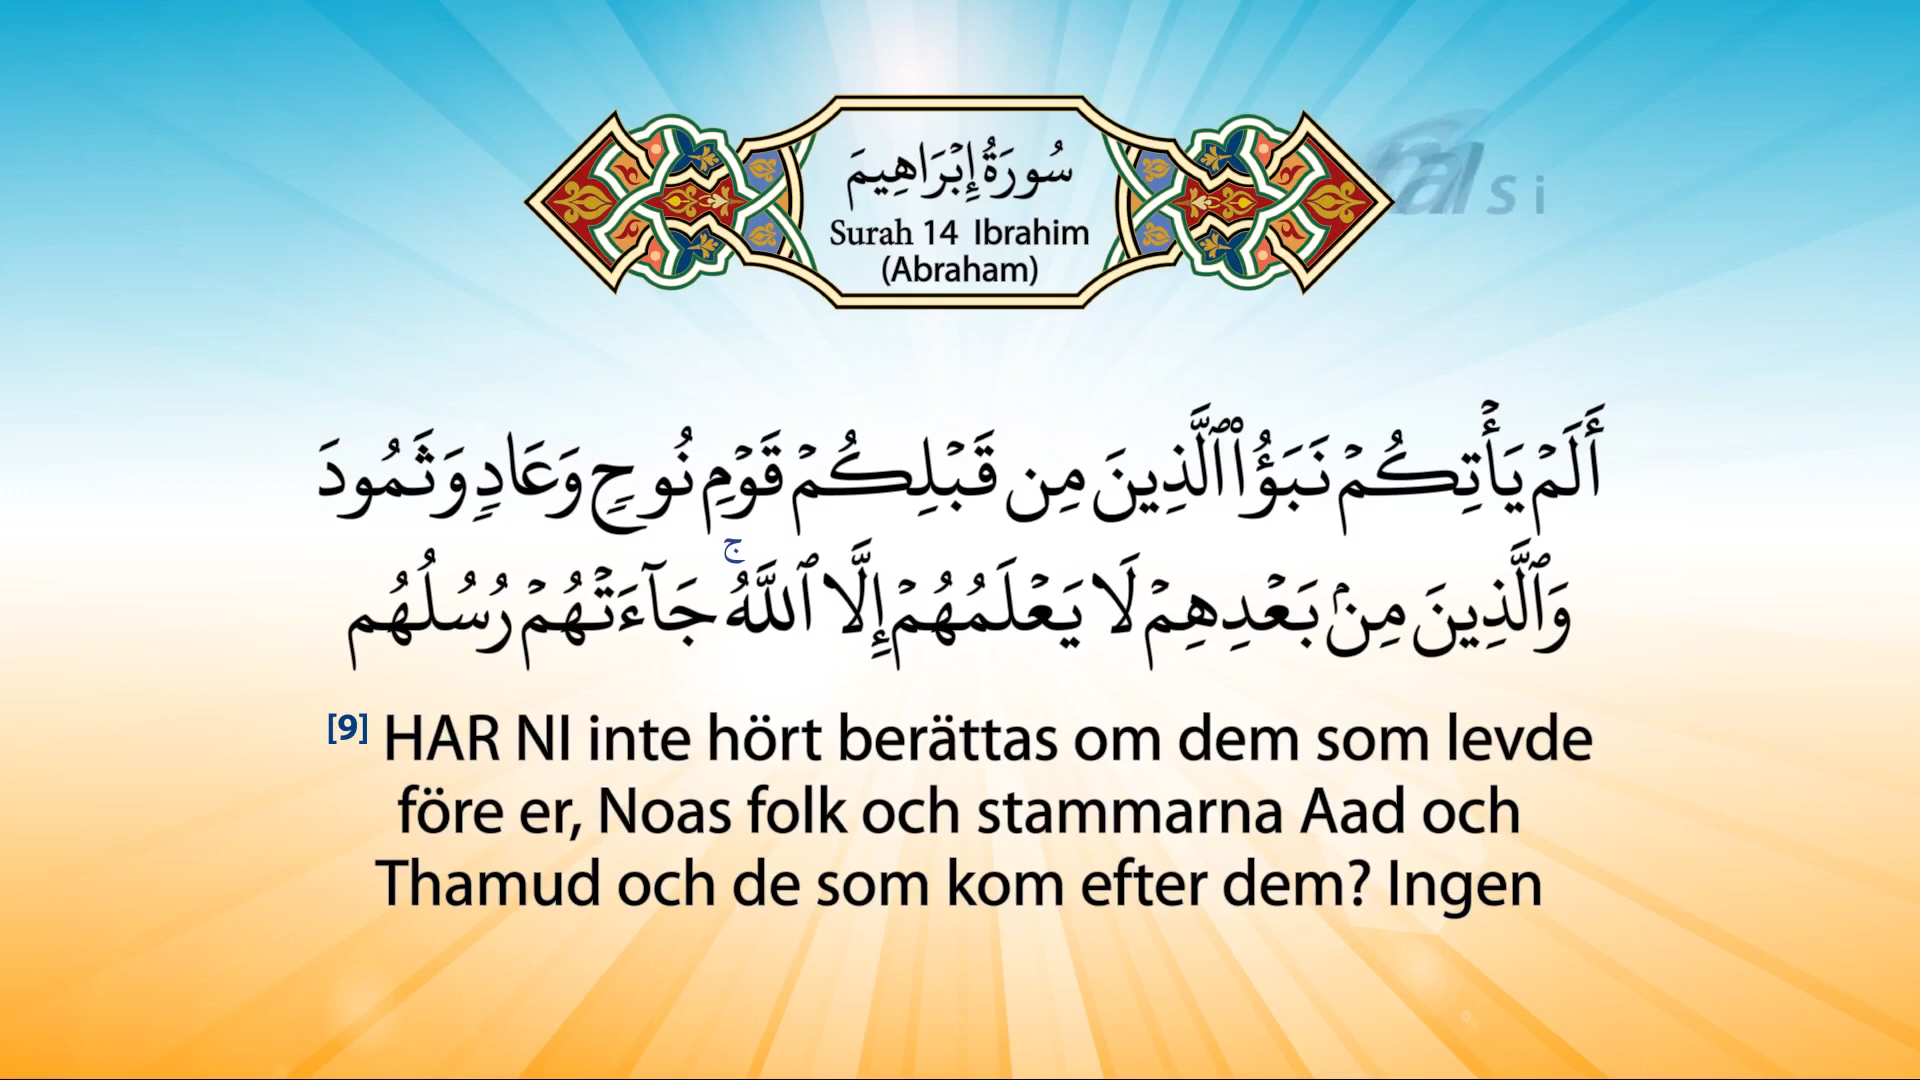 سُورَةُ إِبْرَاهِيمَ
Surah 14 Ibrahim
(Abraham)
أَلَمْ يَأْتِكُمْ نَبَؤُا۟ ٱلَّذِينَ مِن قَبْلِكُمْ قَوْمِ نُوحٍ وَعَادٍ وَثَمُودَ
وَٱلَّذِينَ مِنۢ بَعْدِهِمْ لَا يَعْلَمُهُمْ إِلَّا ٱللَّهُ ۚ جَآءَتْهُمْ رُسُلُهُم
[9] HAR NI inte hört berättas om dem som levde
före er, Noas folk och stammarna Aad och
Thamud och de som kom efter dem? Ingen